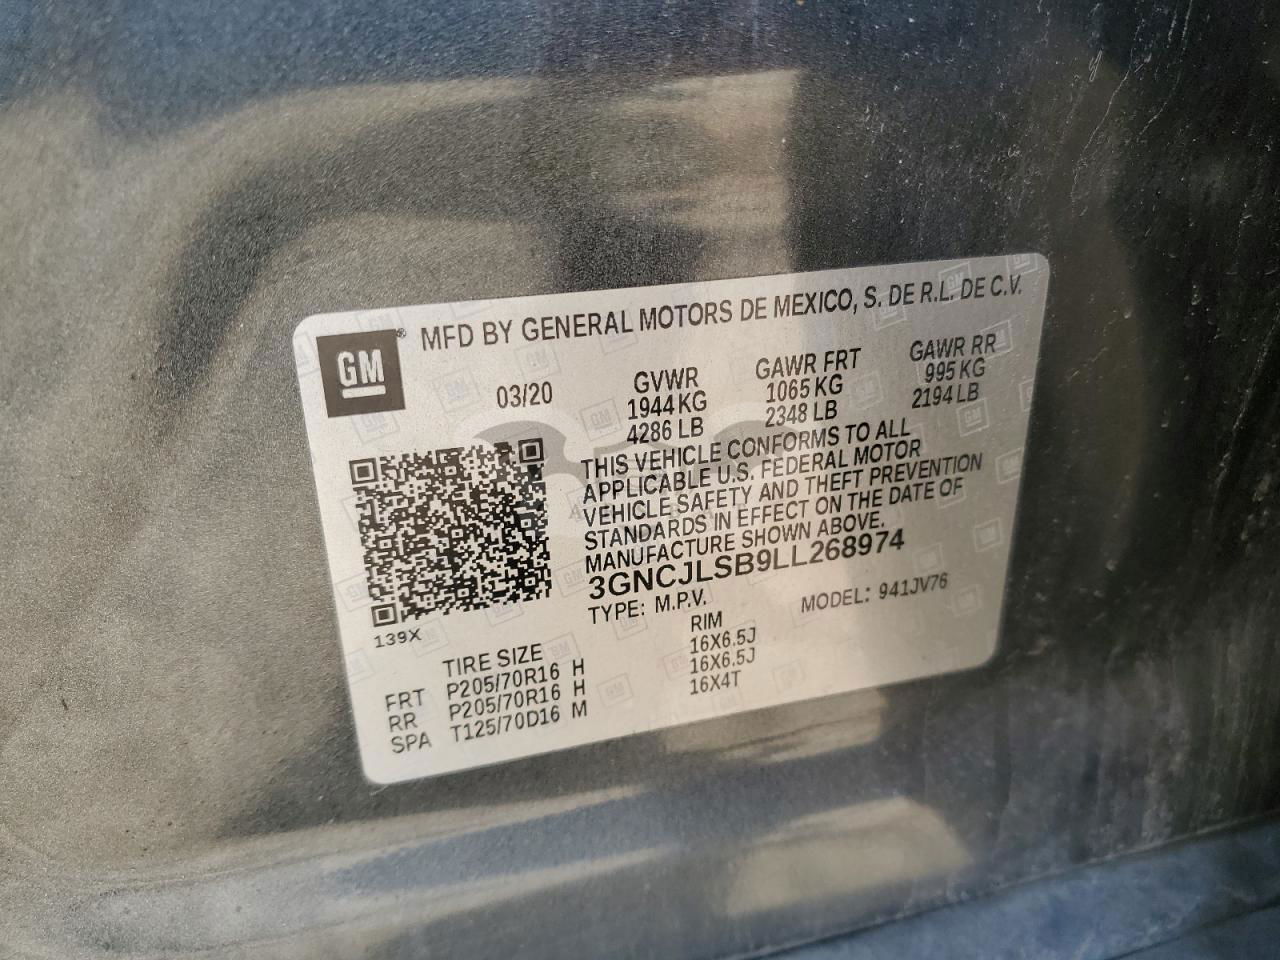 GM ® MFD BY GENERAL MOTORS DE MEXICO, S. DE R.L. DE C.V.
03/20
GVWR
1944 KG
4286 LB
GAWR FRT
1065 KG
2348 LB
GAWR RR
995 KG
2194 LB
THIS VEHICLE CONFORMS TO ALL
APPLICABLE U.S. FEDERAL MOTOR
VEHICLE SAFETY AND THEFT PREVENTION
STANDARDS IN EFFECT ON THE DATE OF
MANUFACTURE SHOWN ABOVE.
3GNCJLSB9LL268974
TYPE: M.P.V. MODEL: 941JV76
139X
TIRE SIZE RIM
FRT P205/70R16 H 16X6.5J
RR P205/70R16 H 16X6.5J
SPA T125/70D16 M 16X4T